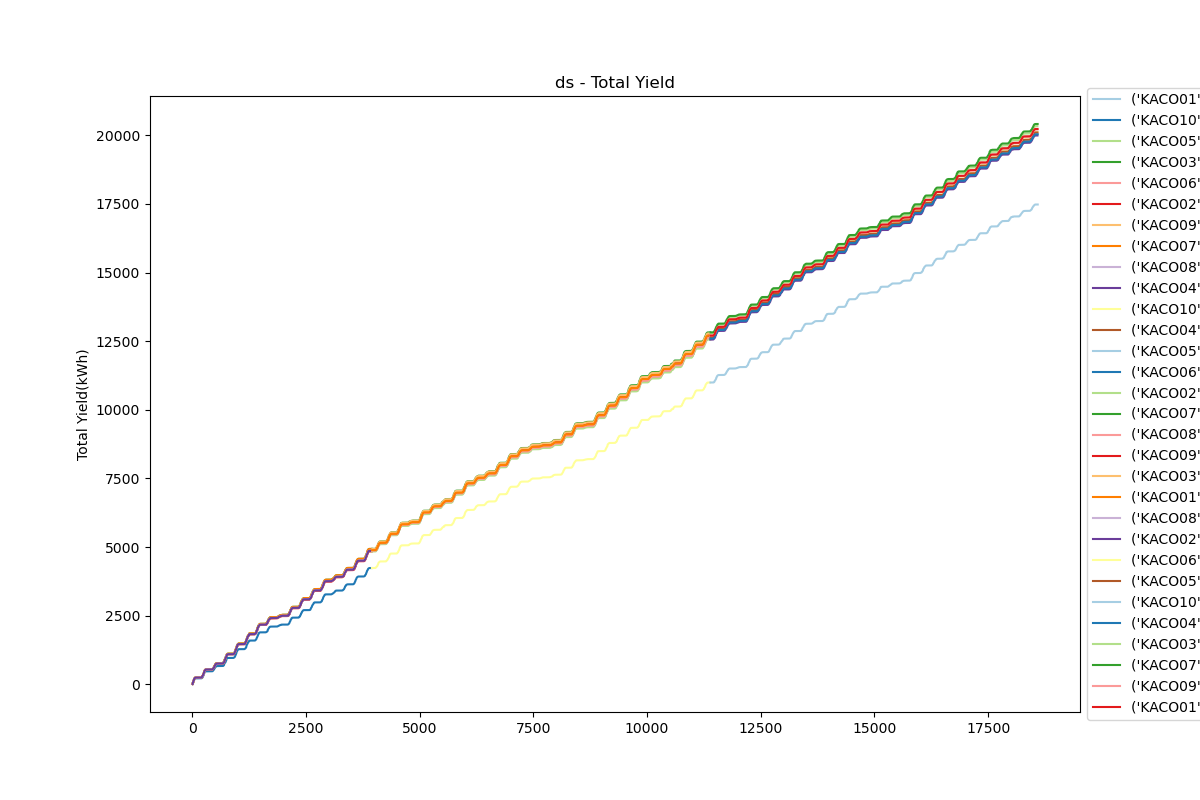 ds - Total Yield
Total Yield(kWh)
20000
17500
15000
12500
10000
7500
5000
2500
0
0 2500 5000 7500 10000 12500 15000 17500
('KACO01'
('KACO10'
('KACO05'
('KACO03'
('KACO06'
('KACO02'
('KACO09'
('KACO07'
('KACO08'
('KACO04'
('KACO10'
('KACO04'
('KACO05'
('KACO06'
('KACO02'
('KACO07'
('KACO08'
('KACO09'
('KACO03'
('KACO01'
('KACO08'
('KACO02'
('KACO06'
('KACO05'
('KACO10'
('KACO04'
('KACO03'
('KACO07'
('KACO09'
('KACO01'